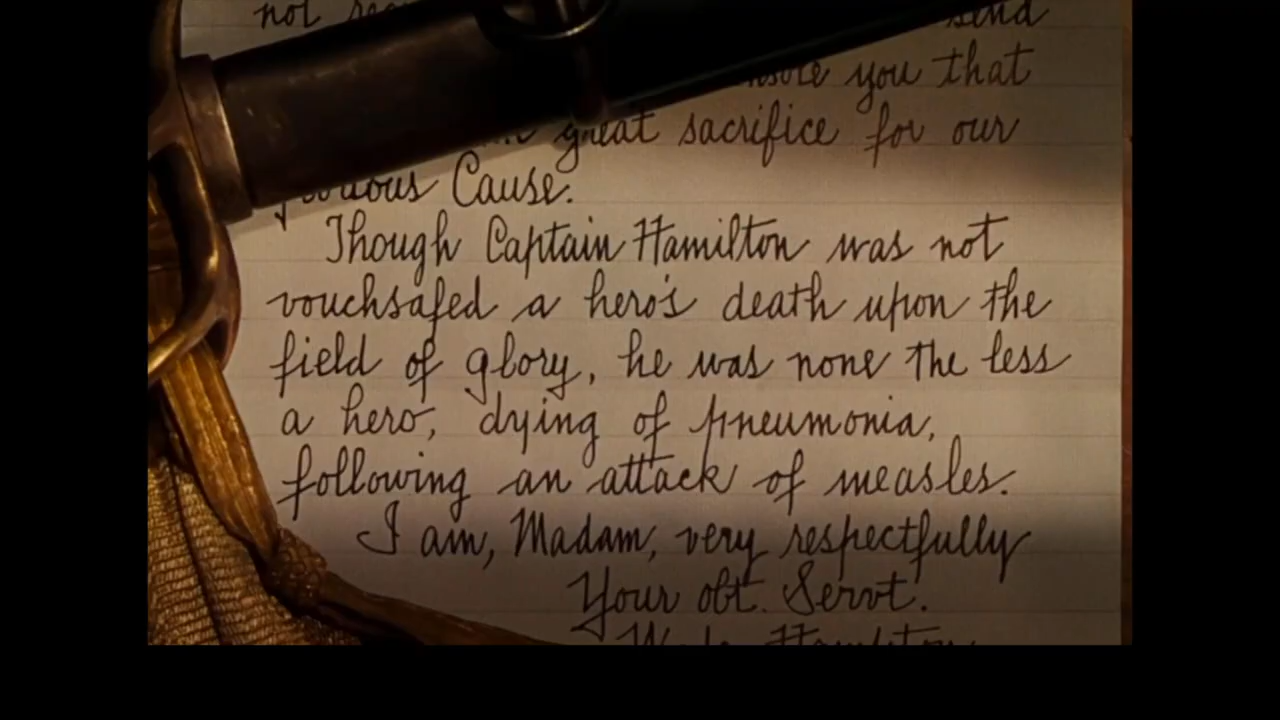 not send
you that
great sacrifice for our
Cause.
Though Captain Hamilton was not
vouchsafed a hero's death upon the
field of glory, he was none the less
a hero, dying of pneumonia,
following an attack of measles.
I am, Madam, very respectfully
Your obt. Servt.